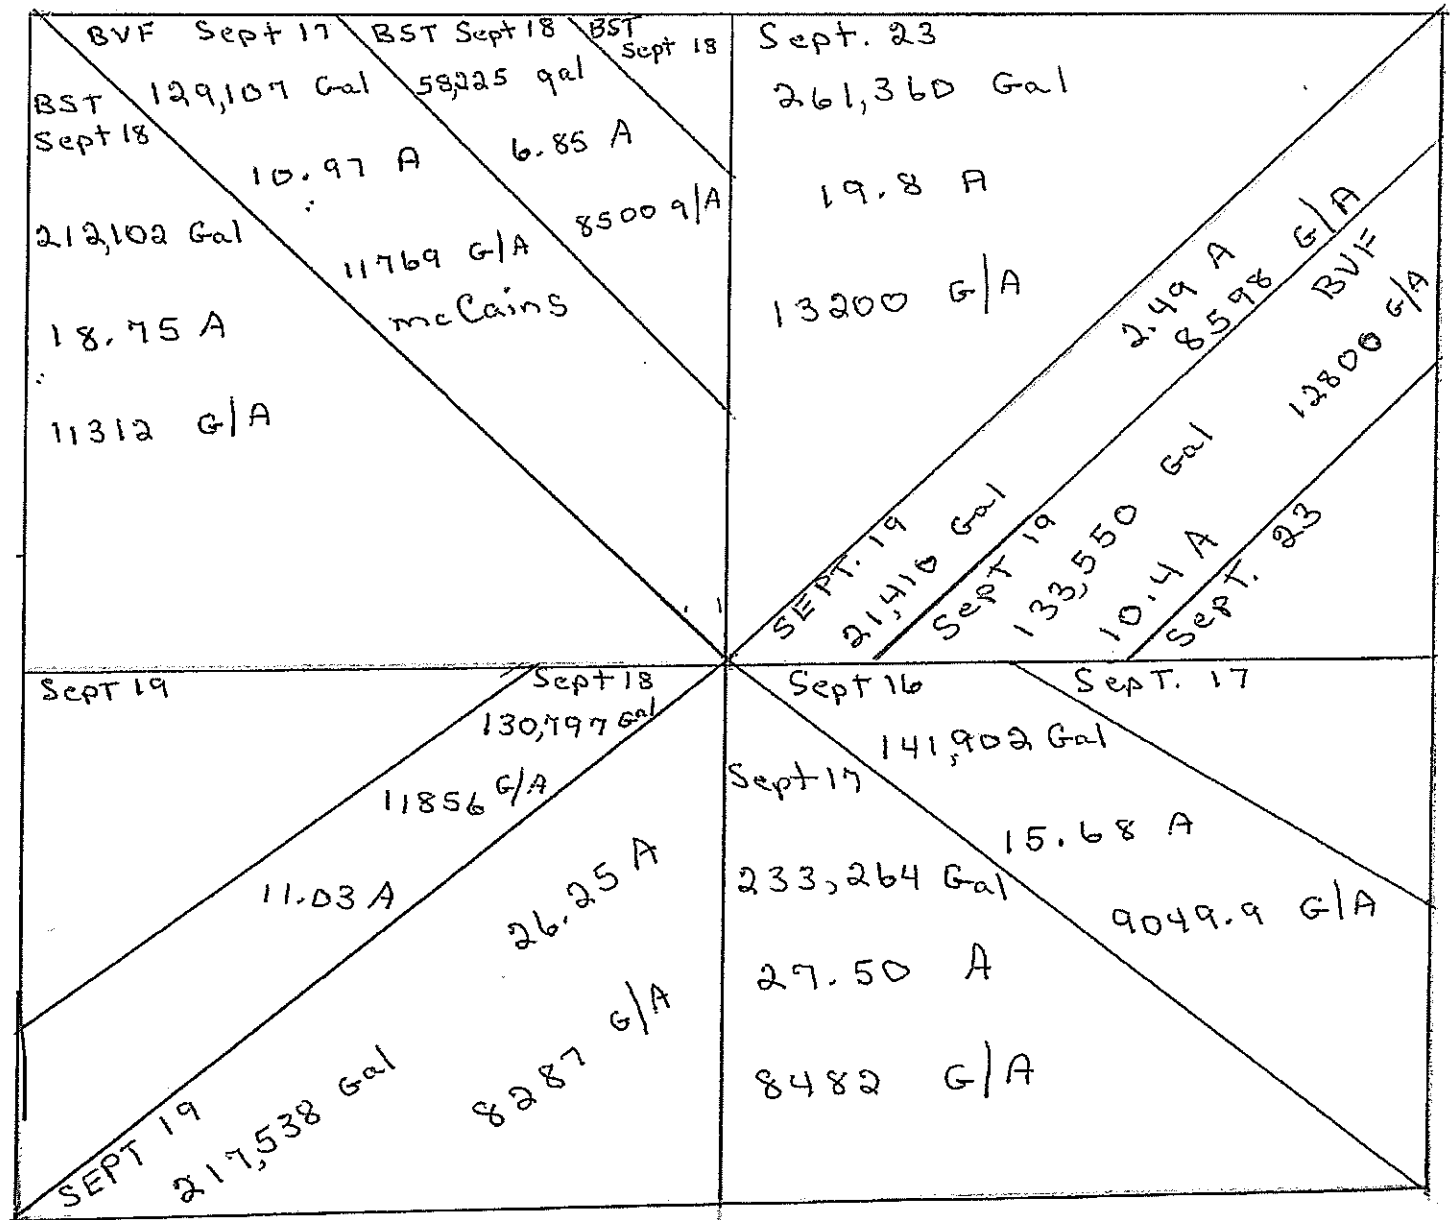 BST
Sept 18
212,102 Gal
18.75 A
11312 G/A
BVF Sept 17
129,107 Gal
10.97 A
11769 G/A
mcCains
BST Sept 18
58,225 gal
6.85 A
8500 g/A
BST
Sept 18
Sept. 23
261,360 Gal
19.8 A
13200 G/A
SEPT. 19
21,410 Gal
2.49 A
8598 G/A
Sept 19
133,550 Gal
10.4 A
BVF
12800 G/A
Sept. 23
Sept 19
Sept 18
130,797 Gal
11856 G/A
11.03 A
SEPT 19
217,538 Gal
26.25 A
8287 G/A
Sept 17
233,264 Gal
27.50 A
8482 G/A
Sept 16
141,902 Gal
15.68 A
9049.9 G/A
SepT. 17